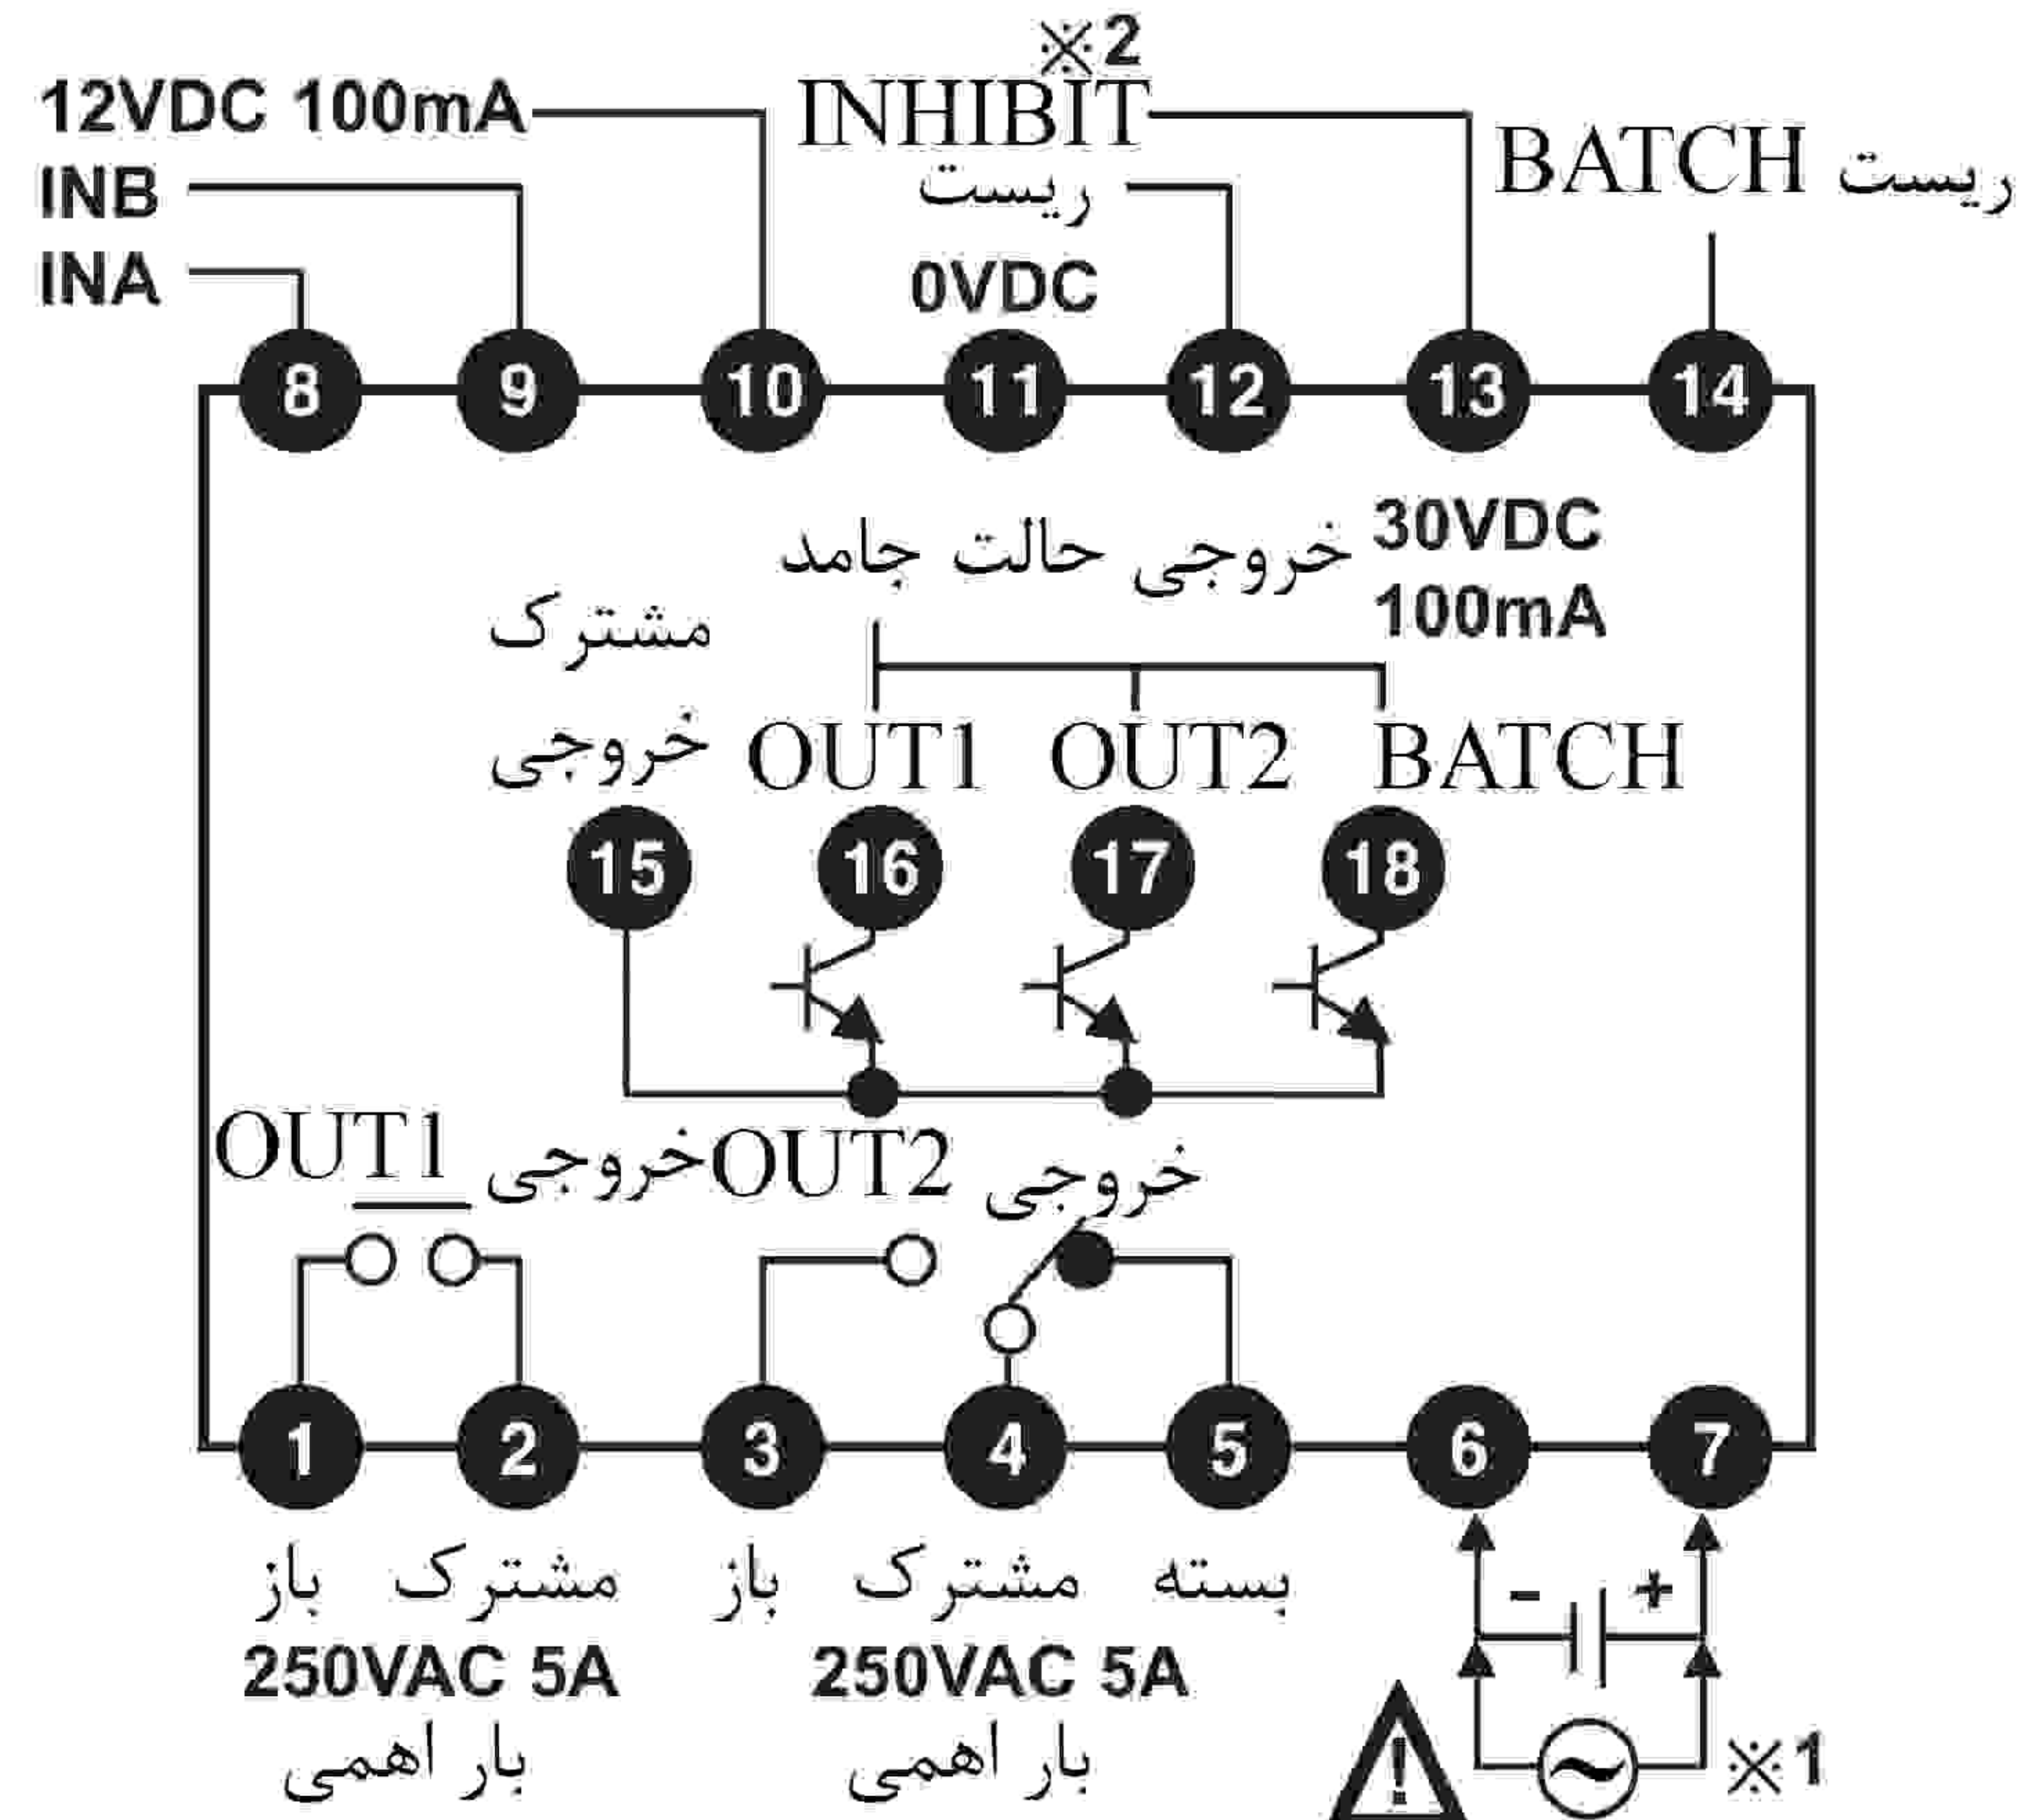 ※2
12VDC 100mA
INHIBIT
BATCH ریست
INB
ریست
INA
0VDC
8 9 10 11 12 13 14
خروجی حالت جامد 30VDC
100mA
مشترک
خروجی OUT1 OUT2 BATCH
15 16 17 18
OUT1 خروجی
OUT2 خروجی
1 2 3 4 5 6 7
باز مشترک باز مشترک بسته
- +
250VAC 5A 250VAC 5A
بار اهمی بار اهمی
! ~ ※1